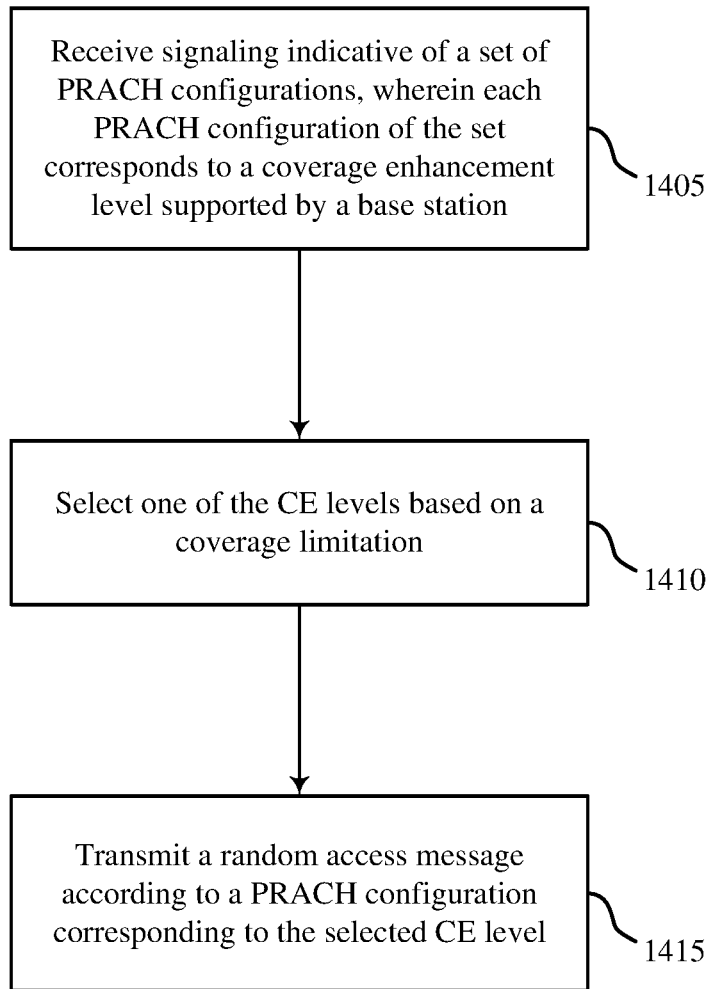 Receive signaling indicative of a set of
PRACH configurations, wherein each
PRACH configuration of the set
corresponds to a coverage enhancement
level supported by a base station
1405
Select one of the CE levels based on a
coverage limitation
1410
Transmit a random access message
according to a PRACH configuration
corresponding to the selected CE level
1415